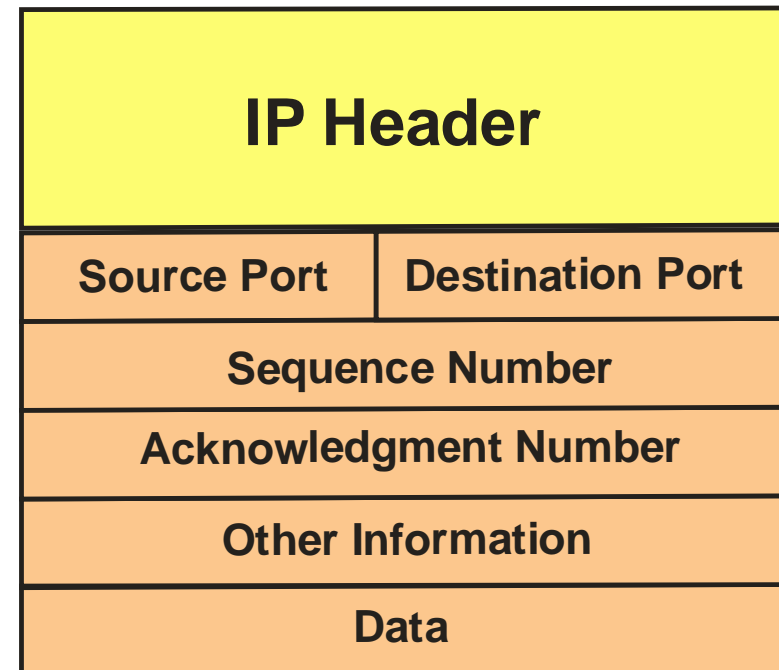 IP Header
Source Port Destination Port
Sequence Number
Acknowledgment Number
Other Information
Data